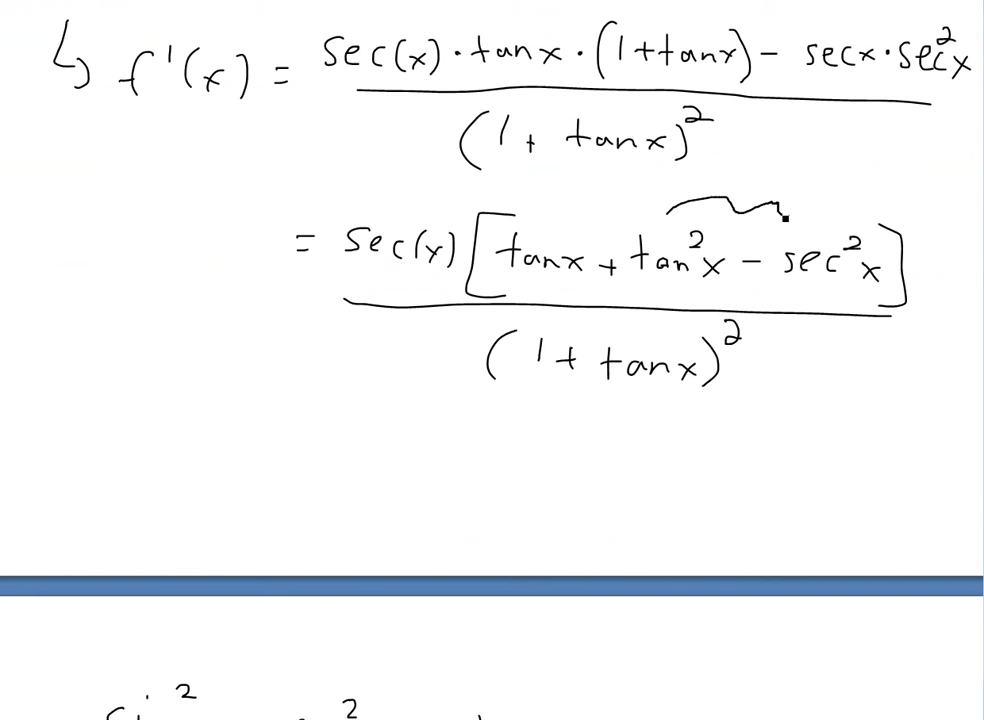 ↳ f'(x) = sec(x) · tanx · (1+tanx) − secx · sec²x
(1 + tanx)²
= sec(x) [tanx + tan²x − sec²x]
(1 + tanx)²